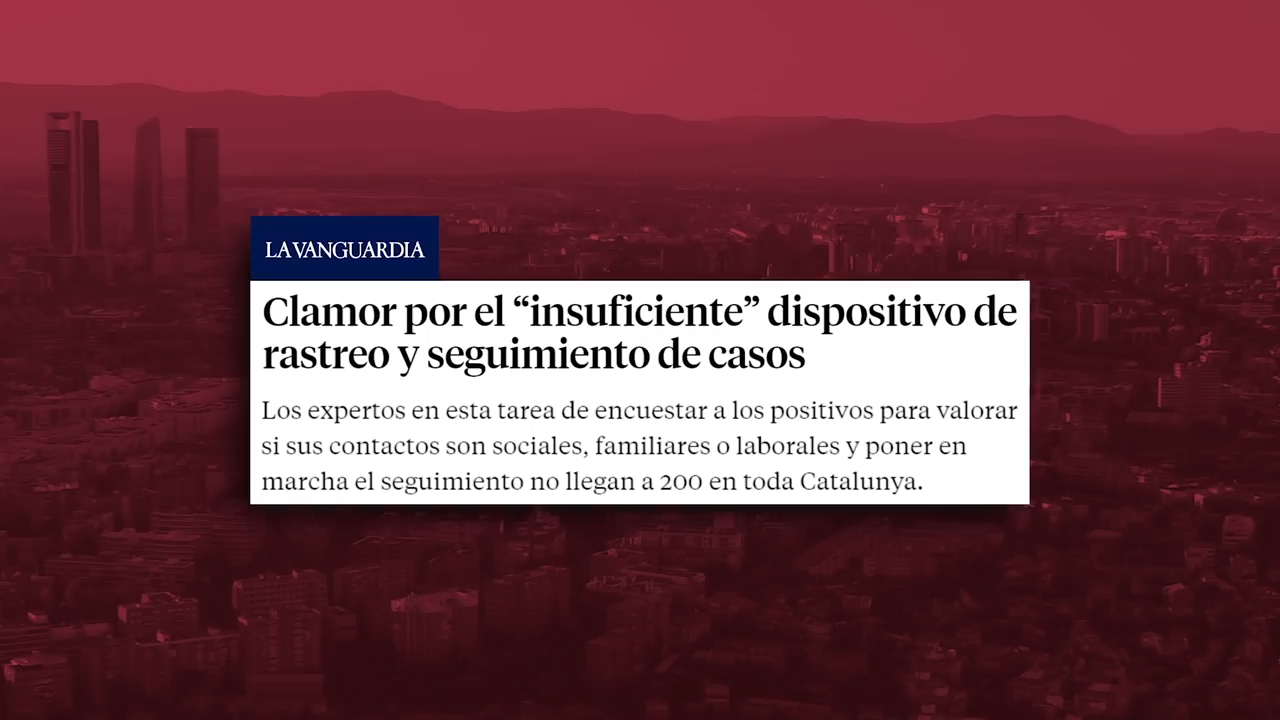 LA VANGUARDIA
Clamor por el “insuficiente” dispositivo de
rastreo y seguimiento de casos
Los expertos en esta tarea de encuestar a los positivos para valorar
si sus contactos son sociales, familiares o laborales y poner en
marcha el seguimiento no llegan a 200 en toda Catalunya.